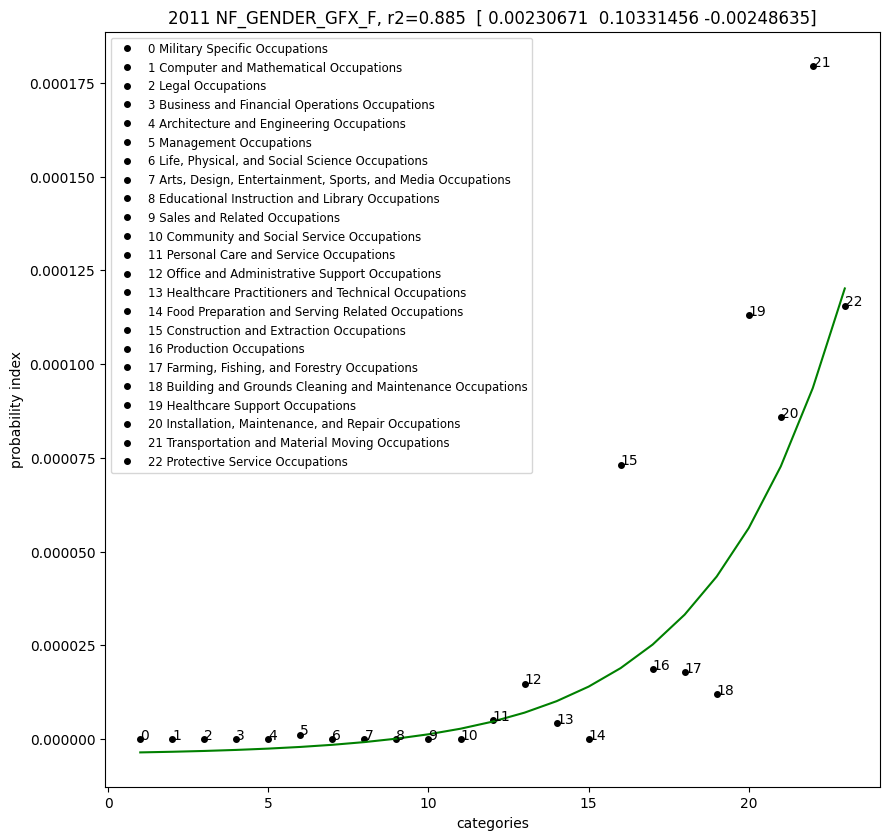 2011 NF_GENDER_GFX_F, r2=0.885  [ 0.00230671  0.10331456 -0.00248635]
0 Military Specific Occupations
1 Computer and Mathematical Occupations
2 Legal Occupations
3 Business and Financial Operations Occupations
4 Architecture and Engineering Occupations
5 Management Occupations
6 Life, Physical, and Social Science Occupations
7 Arts, Design, Entertainment, Sports, and Media Occupations
8 Educational Instruction and Library Occupations
9 Sales and Related Occupations
10 Community and Social Service Occupations
11 Personal Care and Service Occupations
12 Office and Administrative Support Occupations
13 Healthcare Practitioners and Technical Occupations
14 Food Preparation and Serving Related Occupations
15 Construction and Extraction Occupations
16 Production Occupations
17 Farming, Fishing, and Forestry Occupations
18 Building and Grounds Cleaning and Maintenance Occupations
19 Healthcare Support Occupations
20 Installation, Maintenance, and Repair Occupations
21 Transportation and Material Moving Occupations
22 Protective Service Occupations
probability index
0.000175
0.000150
0.000125
0.000100
0.000075
0.000050
0.000025
0.000000
0
1
2
3
4
5
6
7
8
9
10
11
12
13
14
15
16
17
18
19
20
21
22
0
5
10
15
20
categories